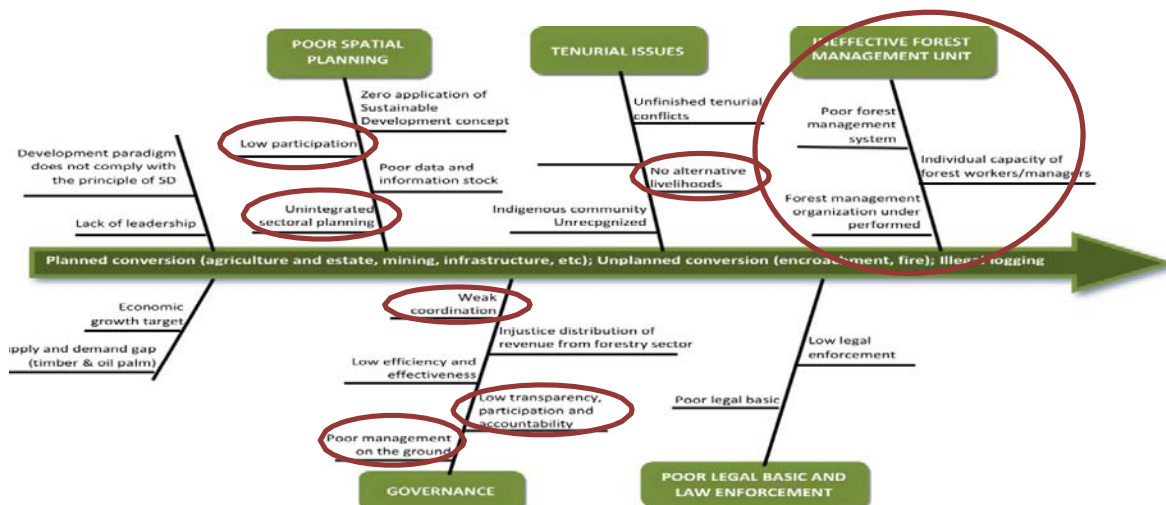 POOR SPATIAL
PLANNING
TENURIAL ISSUES
INEFFECTIVE FOREST
MANAGEMENT UNIT
Zero application of
Sustainable
Development concept
Low participation
Poor data and
information stock
Unintegrated
sectoral planning
Development paradigm
does not comply with
the principle of SD
Lack of leadership
Unfinished tenurial
conflicts
No alternative
livelihoods
Indigenous community
Unrecpgnized
Poor forest
management
system
Individual capacity of
forest workers/managers
Forest management
organization under
performed
Planned conversion (agriculture and estate, mining, infrastructure, etc); Unplanned conversion (encroachment, fire); Illegal logging
Economic
growth target
pply and demand gap
(timber & oil palm)
Weak
coordination
Injustice distribution of
revenue from forestry sector
Low efficiency and
effectiveness
Low transparency,
participation and
accountability
Poor management
on the ground
GOVERNANCE
Low legal
enforcement
Poor legal basic
POOR LEGAL BASIC AND
LAW ENFORCEMENT